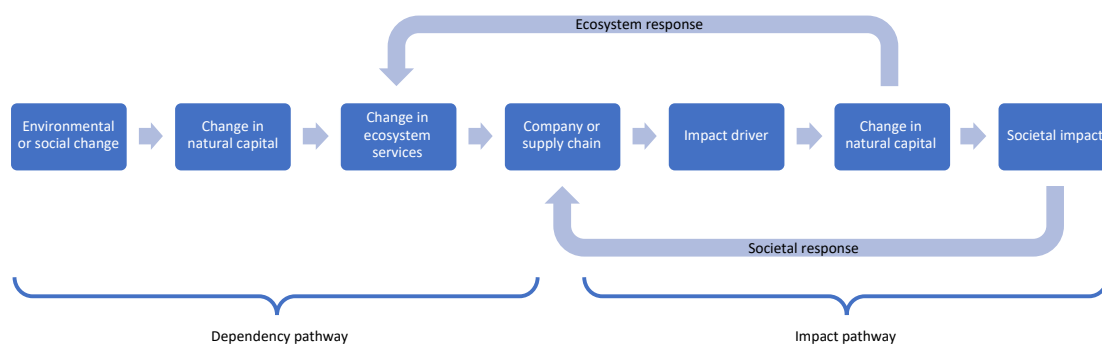 Ecosystem response
Environmental
or social change
Change in
natural capital
Change in
ecosystem
services
Company or
supply chain
Impact driver
Change in
natural capital
Societal impact
Societal response
Dependency pathway
Impact pathway